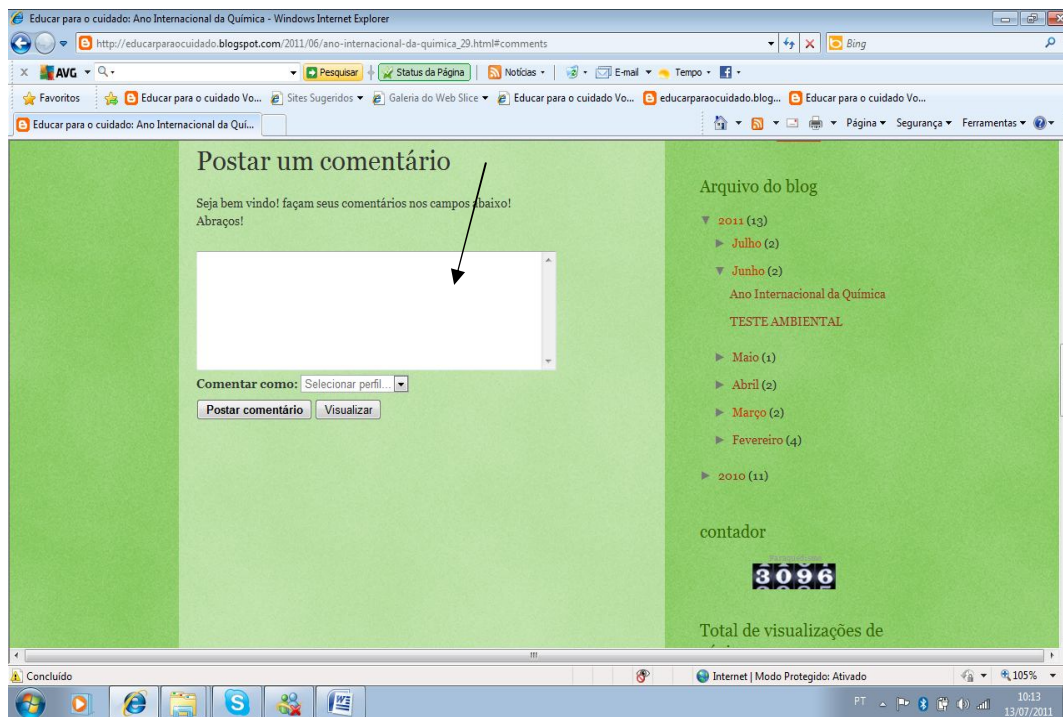 Educar para o cuidado: Ano Internacional da Química - Windows Internet Explorer
http://educarparaocuidado.blogspot.com/2011/06/ano-internacional-da-quimica_29.html#comments
Bing
AVG Pesquisar Status da Página Notícias E-mail Tempo
Favoritos Educar para o cuidado Vo... Sites Sugeridos Galeria do Web Slice Educar para o cuidado Vo... educarparaocuidado.blog... Educar para o cuidado Vo...
Educar para o cuidado: Ano Internacional da Quí... Página Segurança Ferramentas
Postar um comentário
Seja bem vindo! façam seus comentários nos campos abaixo!
Abraços!
Comentar como: Selecionar perfil...
Postar comentário Visualizar
Arquivo do blog
▼ 2011 (13)
► Julho (2)
▼ Junho (2)
Ano Internacional da Química
TESTE AMBIENTAL
► Maio (1)
► Abril (2)
► Março (2)
► Fevereiro (4)
► 2010 (11)
contador
3096
Total de visualizações de
Concluído Internet | Modo Protegido: Ativado 105%
PT 10:13
13/07/2011